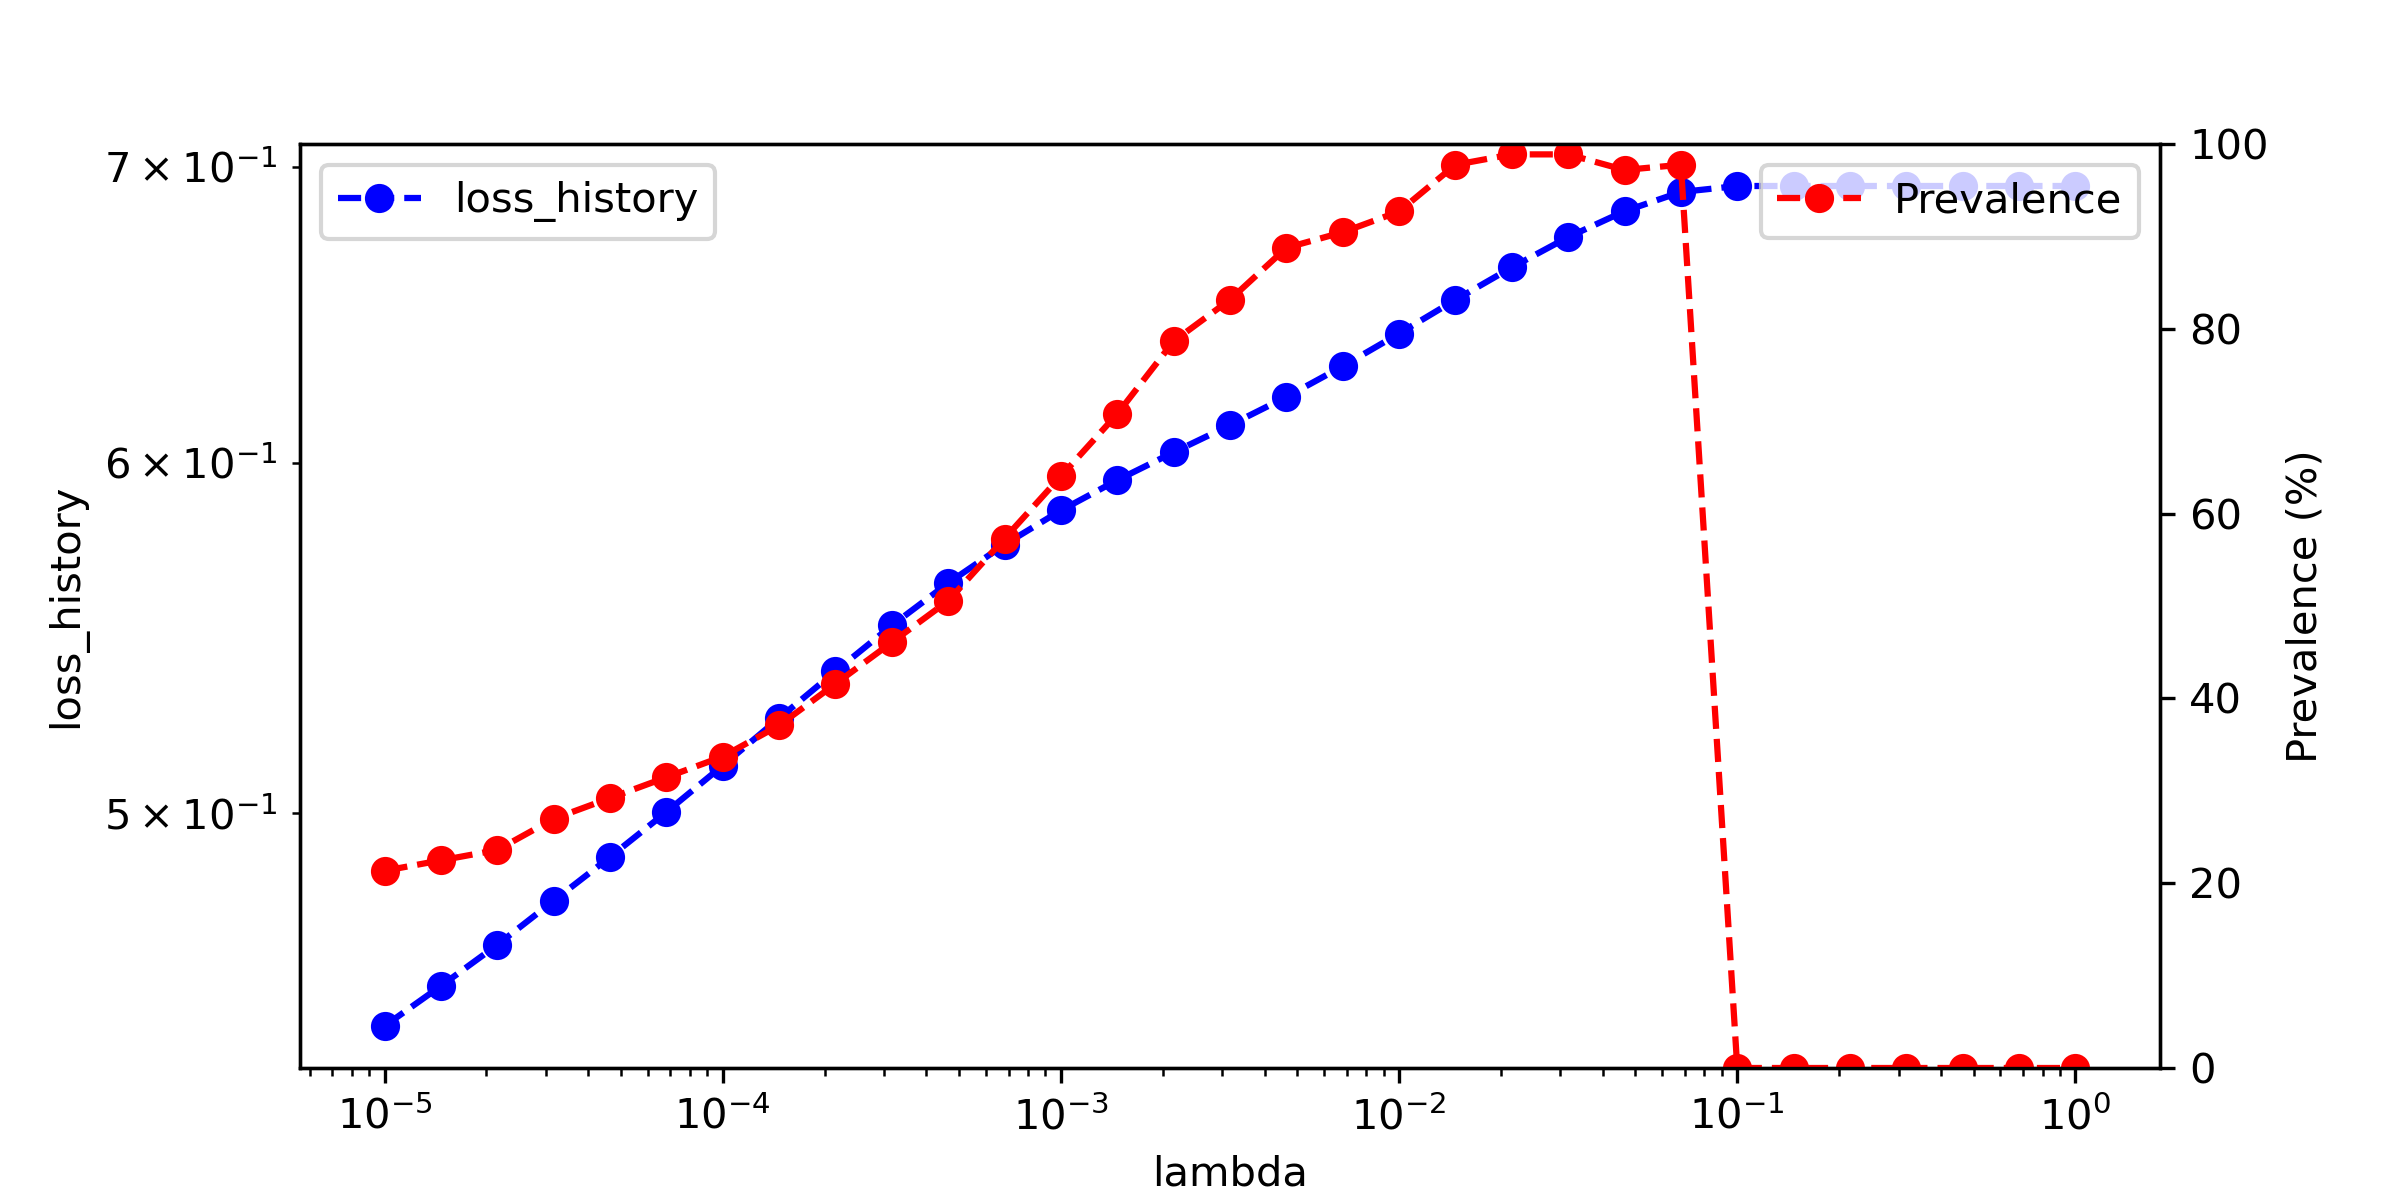 loss_history
Prevalence
7 × 10⁻¹
6 × 10⁻¹
5 × 10⁻¹
loss_history
100
80
60
40
20
0
Prevalence (%)
10⁻⁵ 10⁻⁴ 10⁻³ 10⁻² 10⁻¹ 10⁰
lambda